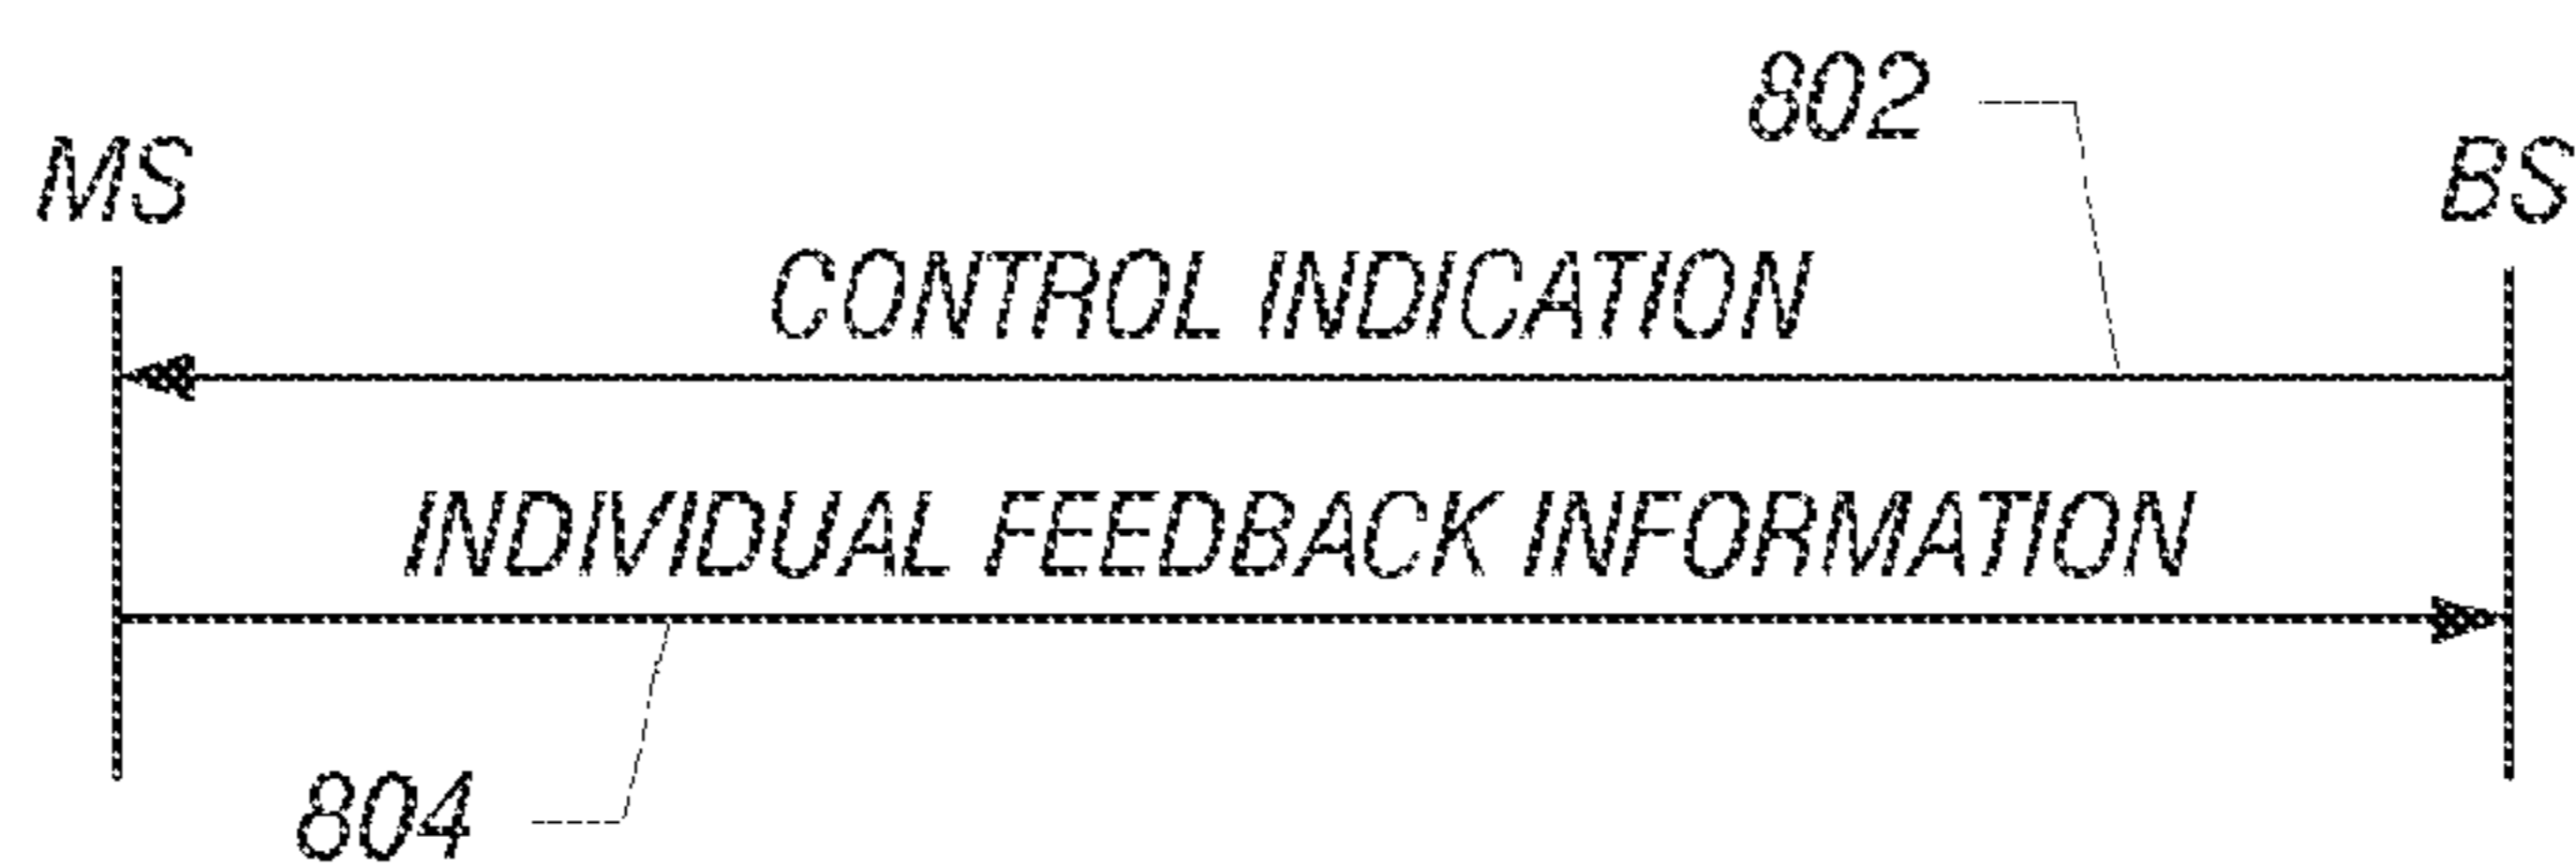 802
MS
BS
CONTROL INDICATION
INDIVIDUAL FEEDBACK INFORMATION
804